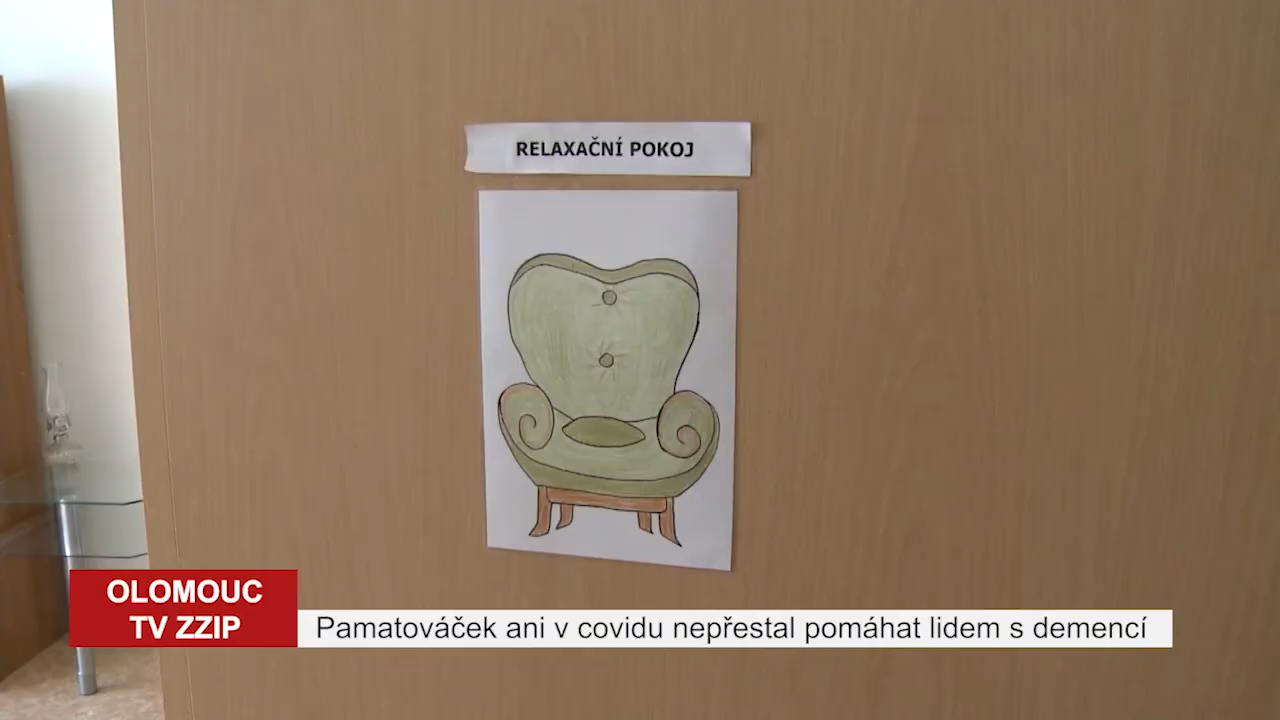 RELAXAČNÍ POKOJ
OLOMOUC
TV ZZIP
Pamatováček ani v covidu nepřestal pomáhat lidem s demencí